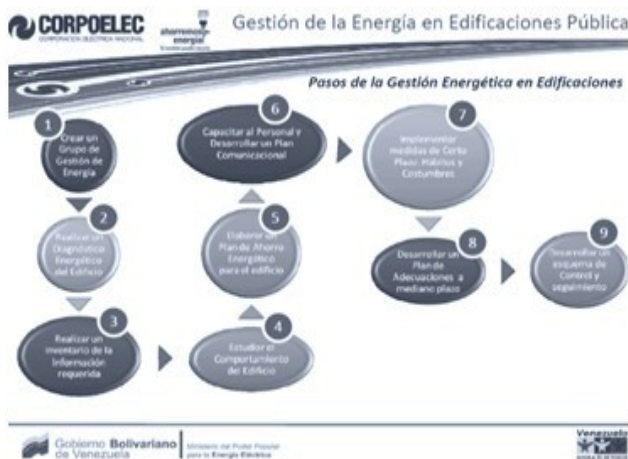 CORPOELEC
CORPORACIÓN ELÉCTRICA NACIONAL
ahorremos
energía!
Gestión de la Energía en Edificaciones Pública
Pasos de la Gestión Energética en Edificaciones
1
Crear un
Grupo de
Gestión de
Energía
2
Realizar un
Diagnóstico
Energético
del Edificio
3
Realizar un
inventario de la
Información
requerida
4
Estudiar el
Comportamiento
del Edificio
5
Elaborar un
Plan de Ahorro
Energético
para el edificio
6
Capacitar al Personal y
Desarrollar un Plan
Comunicacional
7
Implementar
medidas de Corto
Plazo: Hábitos y
Costumbres
8
Desarrollar un
Plan de
Adecuaciones a
mediano plazo
9
Desarrollar un
esquema de
Control y
seguimiento
Gobierno Bolivariano
de Venezuela
Ministerio del Poder Popular
para la Energía Eléctrica
Venezuela